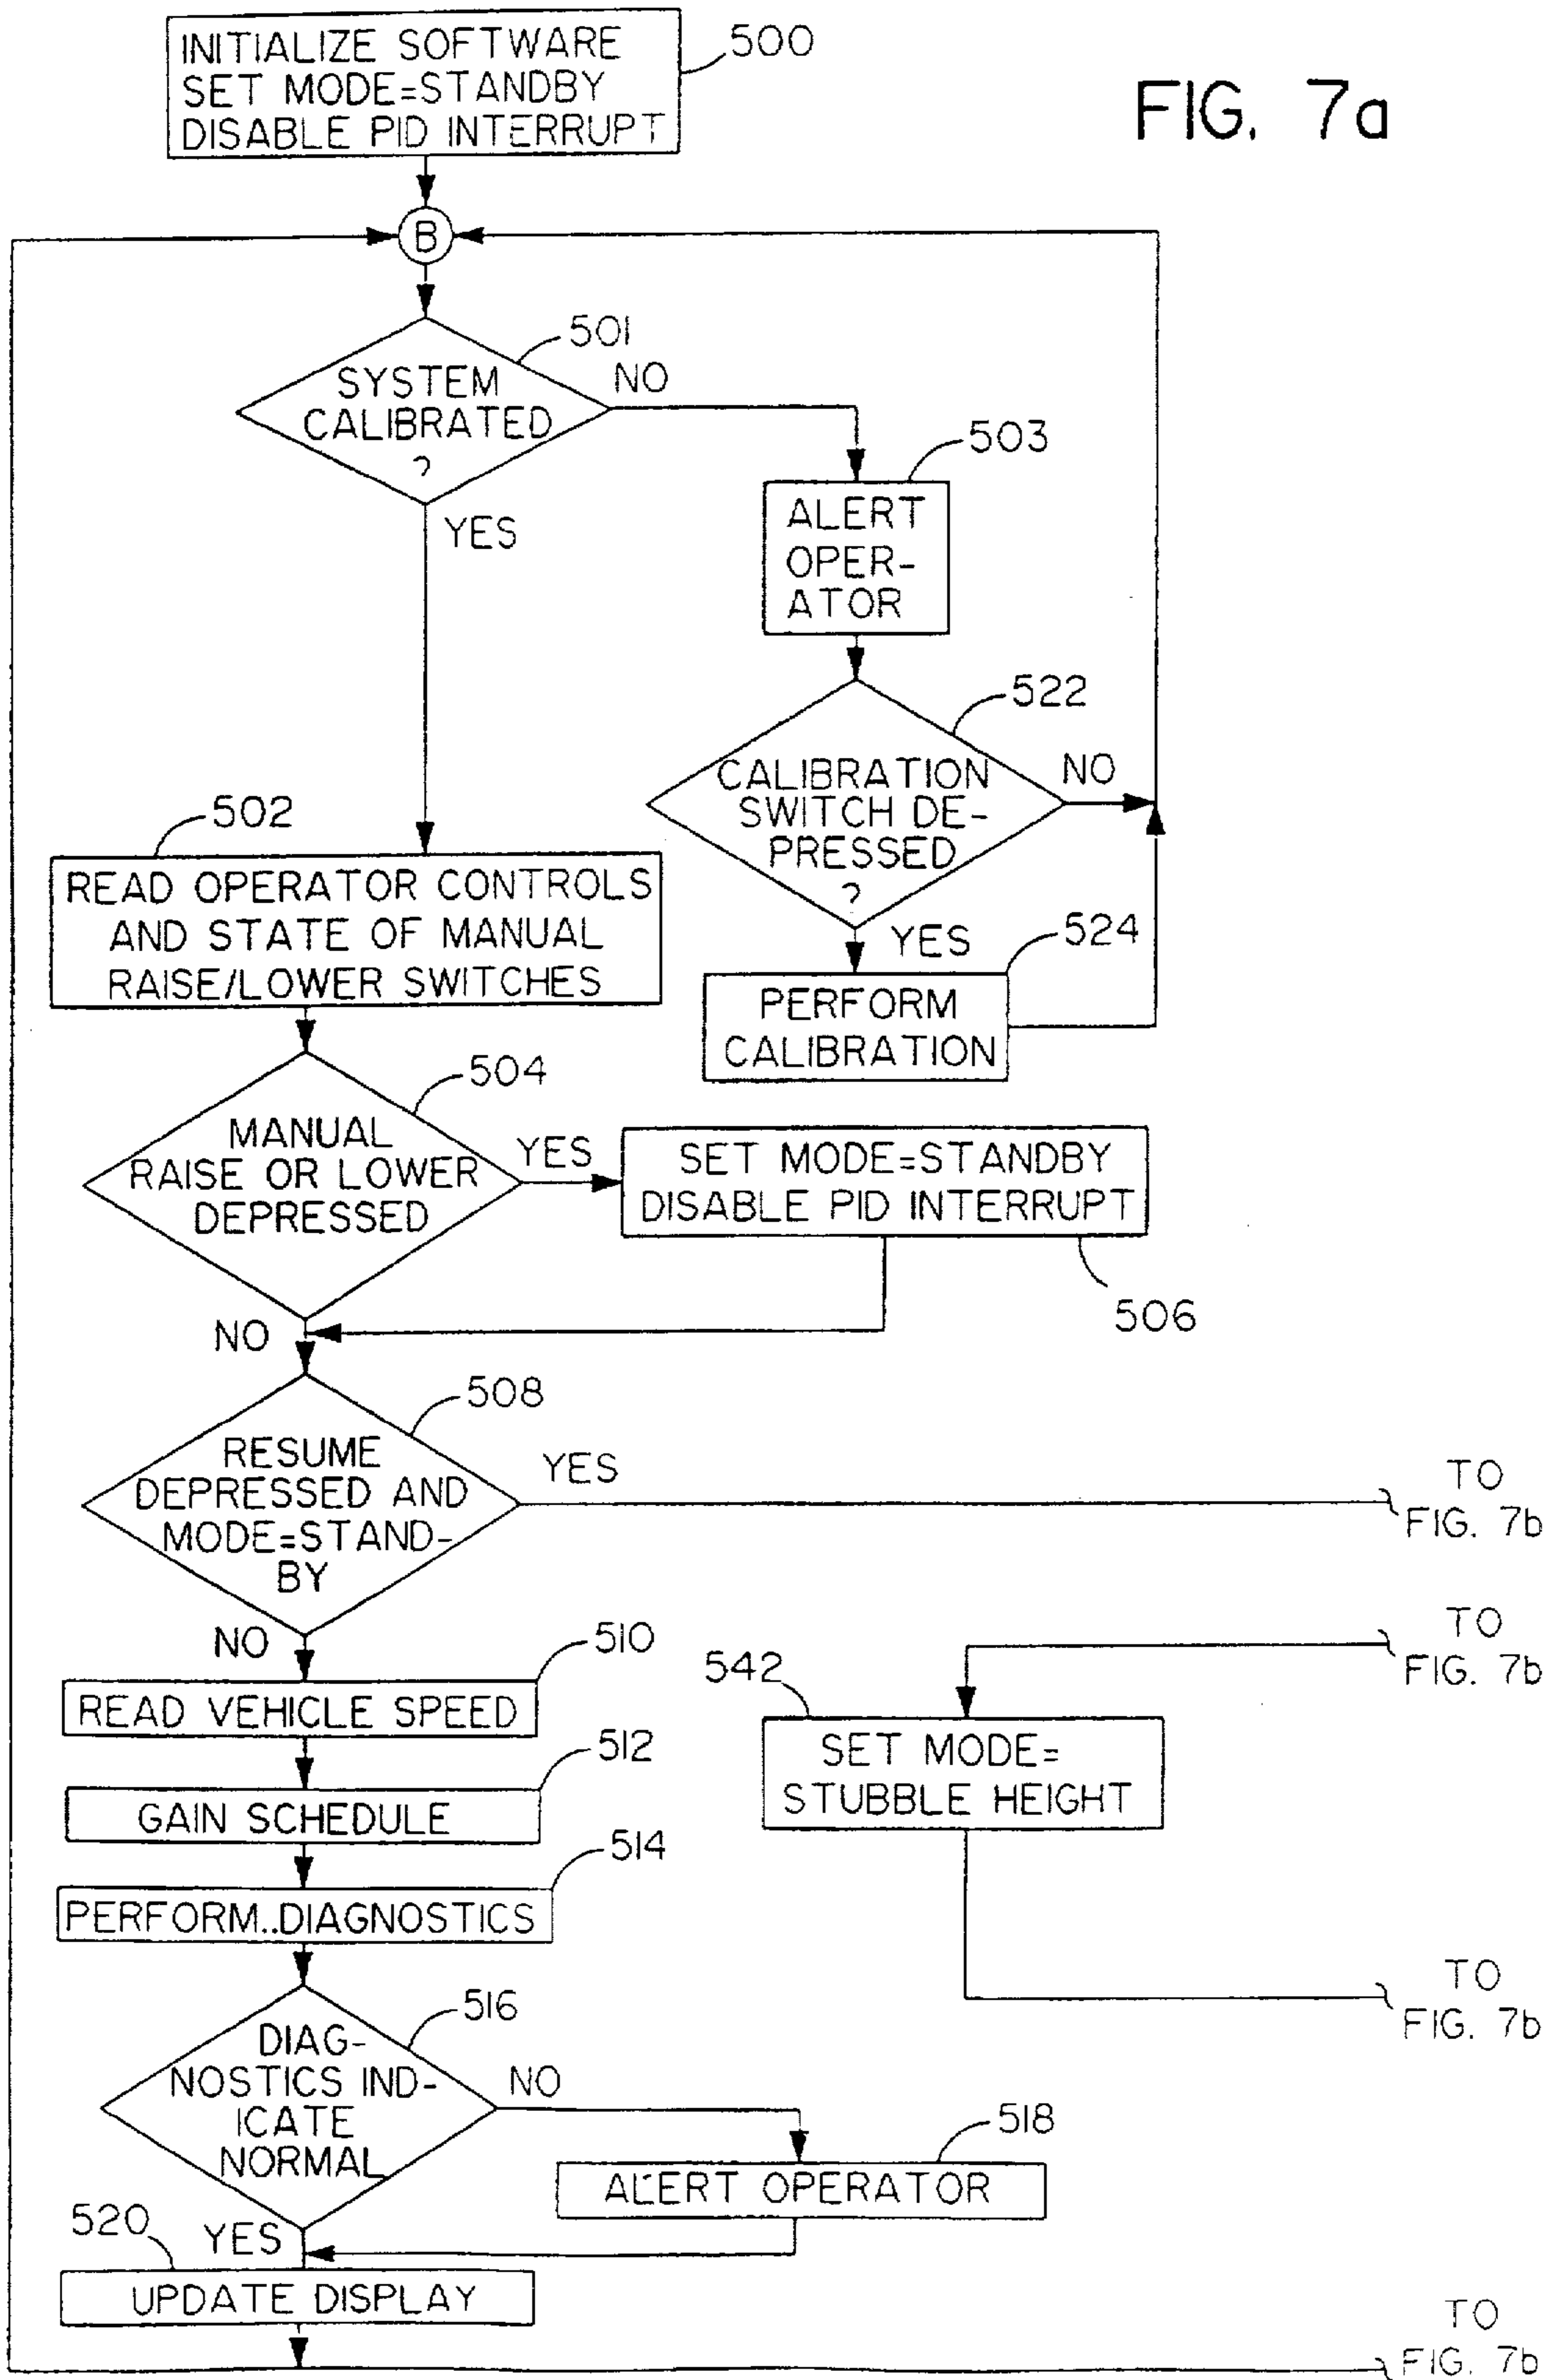 INITIALIZE SOFTWARE
SET MODE=STANDBY
DISABLE PID INTERRUPT
500
FIG. 7a
B
501
SYSTEM
CALIBRATED
?
NO
YES
503
ALERT
OPER-
ATOR
522
CALIBRATION
SWITCH DE-
PRESSED
?
NO
YES
524
PERFORM
CALIBRATION
502
READ OPERATOR CONTROLS
AND STATE OF MANUAL
RAISE/LOWER SWITCHES
504
MANUAL
RAISE OR LOWER
DEPRESSED
YES
SET MODE=STANDBY
DISABLE PID INTERRUPT
506
NO
508
RESUME
DEPRESSED AND
MODE=STAND-
BY
YES
TO
FIG. 7b
NO
510
READ VEHICLE SPEED
TO
FIG. 7b
542
SET MODE=
STUBBLE HEIGHT
512
GAIN SCHEDULE
514
PERFORM..DIAGNOSTICS
TO
FIG. 7b
516
DIAG-
NOSTICS IND-
ICATE
NORMAL
NO
518
ALERT OPERATOR
YES
520
UPDATE DISPLAY
TO
FIG. 7b